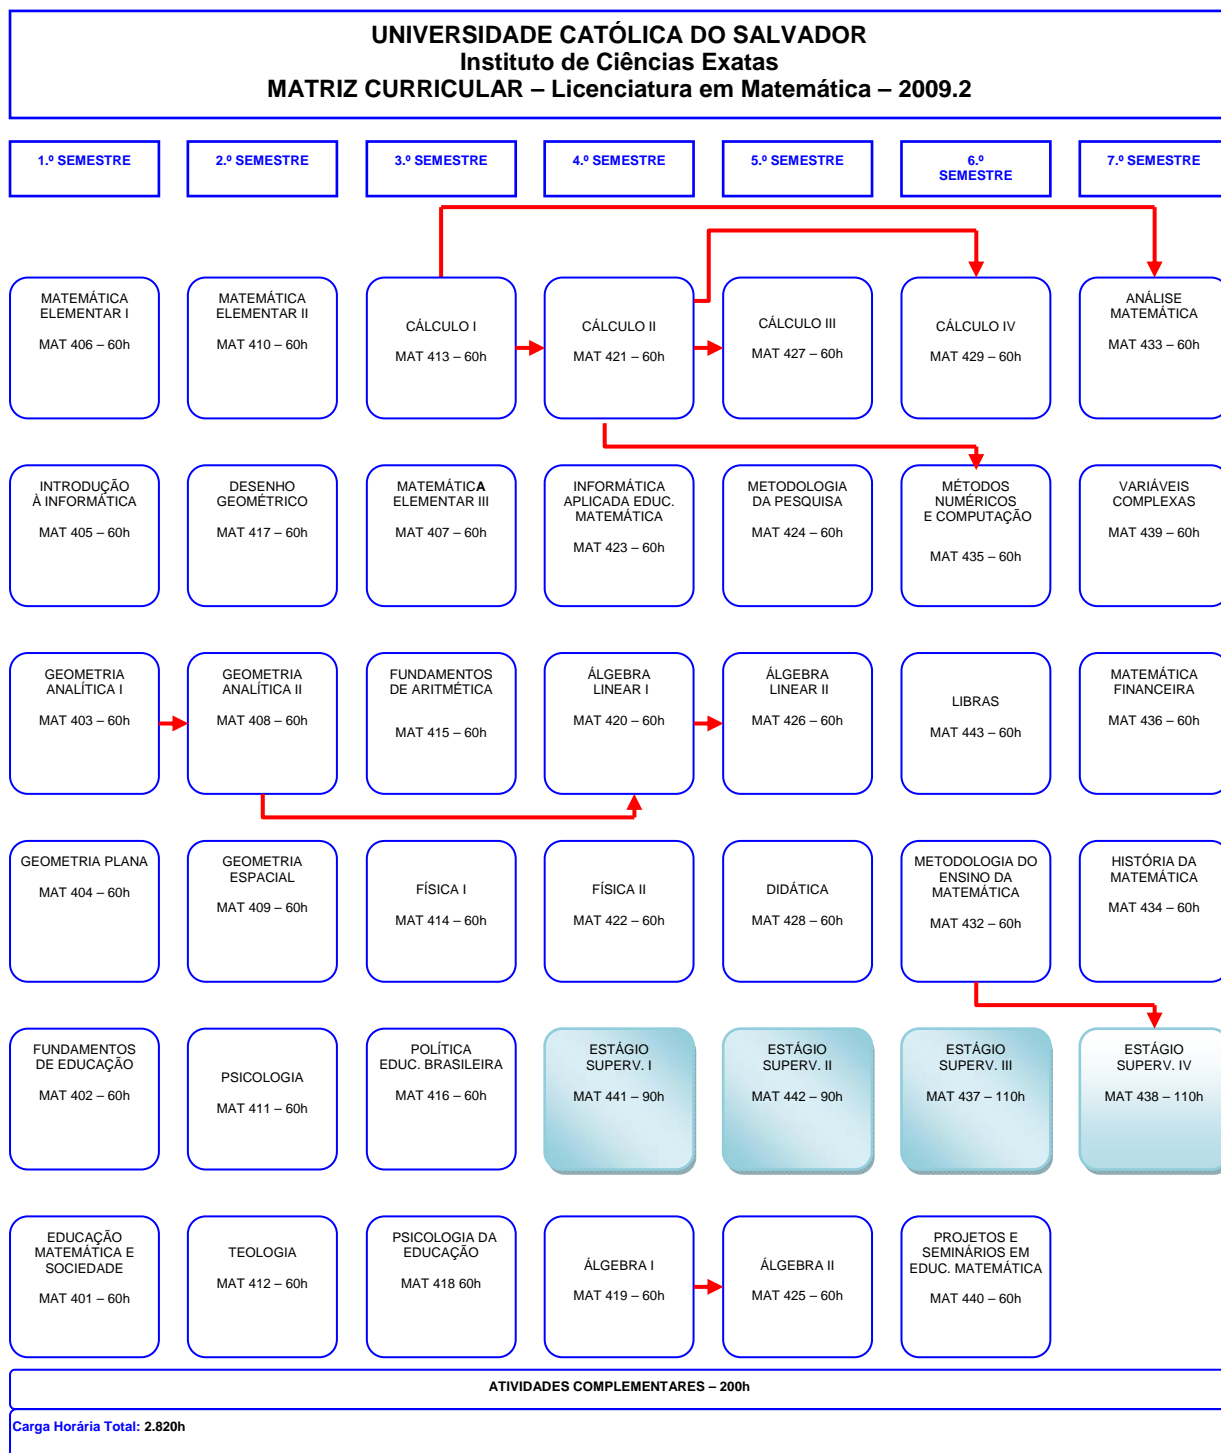 UNIVERSIDADE CATÓLICA DO SALVADOR
Instituto de Ciências Exatas
MATRIZ CURRICULAR – Licenciatura em Matemática – 2009.2
1.º SEMESTRE
2.º SEMESTRE
3.º SEMESTRE
4.º SEMESTRE
5.º SEMESTRE
6.º
SEMESTRE
7.º SEMESTRE
MATEMÁTICA
ELEMENTAR I
MAT 406 – 60h
MATEMÁTICA
ELEMENTAR II
MAT 410 – 60h
CÁLCULO I
MAT 413 – 60h
CÁLCULO II
MAT 421 – 60h
CÁLCULO III
MAT 427 – 60h
CÁLCULO IV
MAT 429 – 60h
ANÁLISE
MATEMÁTICA
MAT 433 – 60h
INTRODUÇÃO
À INFORMÁTICA
MAT 405 – 60h
DESENHO
GEOMÉTRICO
MAT 417 – 60h
MATEMÁTICA
ELEMENTAR III
MAT 407 – 60h
INFORMÁTICA
APLICADA EDUC.
MATEMÁTICA
MAT 423 – 60h
METODOLOGIA
DA PESQUISA
MAT 424 – 60h
MÉTODOS
NUMÉRICOS
E COMPUTAÇÃO
MAT 435 – 60h
VARIÁVEIS
COMPLEXAS
MAT 439 – 60h
GEOMETRIA
ANALÍTICA I
MAT 403 – 60h
GEOMETRIA
ANALÍTICA II
MAT 408 – 60h
FUNDAMENTOS
DE ARITMÉTICA
MAT 415 – 60h
ÁLGEBRA
LINEAR I
MAT 420 – 60h
ÁLGEBRA
LINEAR II
MAT 426 – 60h
LIBRAS
MAT 443 – 60h
MATEMÁTICA
FINANCEIRA
MAT 436 – 60h
GEOMETRIA PLANA
MAT 404 – 60h
GEOMETRIA
ESPACIAL
MAT 409 – 60h
FÍSICA I
MAT 414 – 60h
FÍSICA II
MAT 422 – 60h
DIDÁTICA
MAT 428 – 60h
METODOLOGIA DO
ENSINO DA
MATEMÁTICA
MAT 432 – 60h
HISTÓRIA DA
MATEMÁTICA
MAT 434 – 60h
FUNDAMENTOS
DE EDUCAÇÃO
MAT 402 – 60h
PSICOLOGIA
MAT 411 – 60h
POLÍTICA
EDUC. BRASILEIRA
MAT 416 – 60h
ESTÁGIO
SUPERV. I
MAT 441 – 90h
ESTÁGIO
SUPERV. II
MAT 442 – 90h
ESTÁGIO
SUPERV. III
MAT 437 – 110h
ESTÁGIO
SUPERV. IV
MAT 438 – 110h
EDUCAÇÃO
MATEMÁTICA E
SOCIEDADE
MAT 401 – 60h
TEOLOGIA
MAT 412 – 60h
PSICOLOGIA DA
EDUCAÇÃO
MAT 418 60h
ÁLGEBRA I
MAT 419 – 60h
ÁLGEBRA II
MAT 425 – 60h
PROJETOS E
SEMINÁRIOS EM
EDUC. MATEMÁTICA
MAT 440 – 60h
ATIVIDADES COMPLEMENTARES – 200h
Carga Horária Total: 2.820h